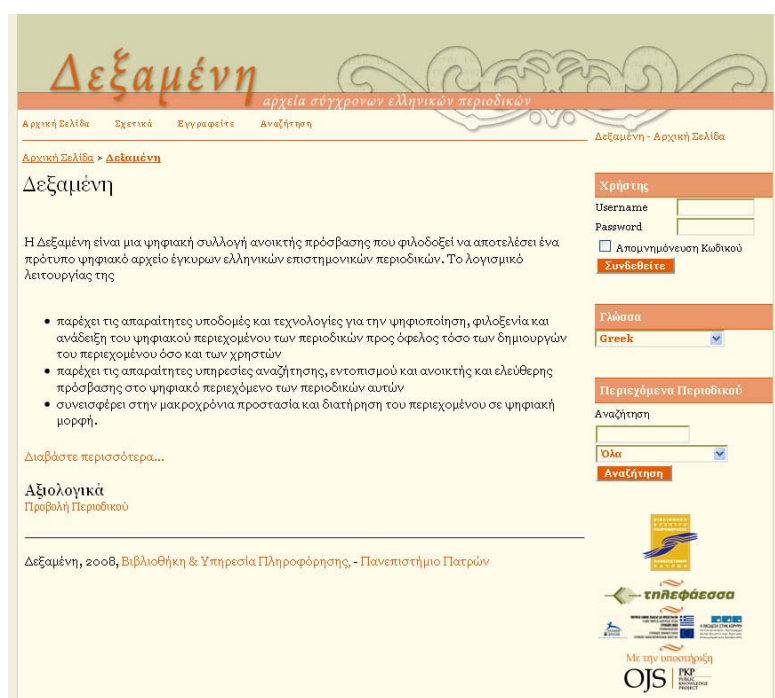 Δεξαμένη
αρχεία σύγχρονων ελληνικών περιοδικών
Αρχική Σελίδα Σχετικά Εγγραφείτε Αναζήτηση
Αρχική Σελίδα > Δεξαμένη
Δεξαμένη
Η Δεξαμένη είναι μια ψηφιακή συλλογή ανοικτής πρόσβασης που φιλοδοξεί να αποτελέσει ένα
πρότυπο ψηφιακό αρχείο έγκυρων ελληνικών επιστημονικών περιοδικών. Το λογισμικό
λειτουργίας της
• παρέχει τις απαραίτητες υποδομές και τεχνολογίες για την ψηφιοποίηση, φιλοξενία και
ανάδειξη του ψηφιακού περιεχομένου των περιοδικών προς όφελος τόσο των δημιουργών
του περιεχομένου όσο και των χρηστών
• παρέχει τις απαραίτητες υπηρεσίες αναζήτησης, εντοπισμού και ανοικτής και ελεύθερης
πρόσβασης στο ψηφιακό περιεχόμενο των περιοδικών αυτών
• συνεισφέρει στην μακροχρόνια προστασία και διατήρηση του περιεχομένου σε ψηφιακή
μορφή.
Διαβάστε περισσότερα...
Αξιολογικά
Προβολή Περιοδικού
Δεξαμένη, 2008, Βιβλιοθήκη & Υπηρεσία Πληροφόρησης, - Πανεπιστήμιο Πατρών
Δεξαμένη - Αρχική Σελίδα
Χρήστης
Username
Password
Απομνημόνευση Κωδικού
Συνδεθείτε
Γλώσσα
Greek
Περιεχόμενα Περιοδικού
Αναζήτηση
Όλα
Αναζήτηση
τηλεφάεσσα
Με την υποστήριξη
OJS PKP
PUBLIC
KNOWLEDGE
PROJECT